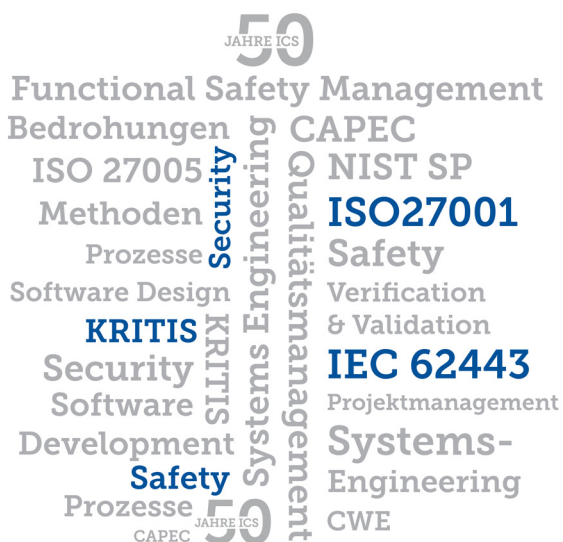 50
JAHRE ICS
Functional Safety Management
Bedrohungen
CAPEC
ISO 27005
Security
Systems Engineering
Qualitätsmanagement
NIST SP
Methoden
ISO27001
Prozesse
Safety
Software Design
Verification
& Validation
KRITIS
KRITIS
Security
IEC 62443
Software
Projektmanagement
Development
Systems-
Engineering
Safety
Prozesse
50
JAHRE ICS
CAPEC
CWE